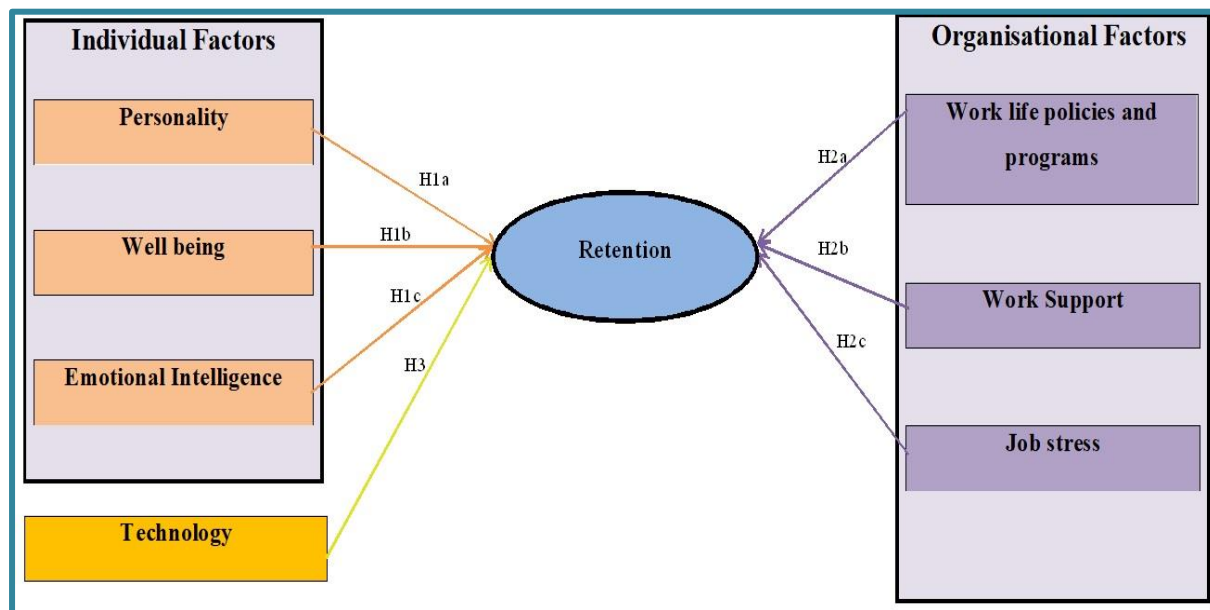 Individual Factors
Personality
Well being
Emotional Intelligence
Technology
H1a
H1b
H1c
H3
Retention
H2a
H2b
H2c
Organisational Factors
Work life policies and
programs
Work Support
Job stress